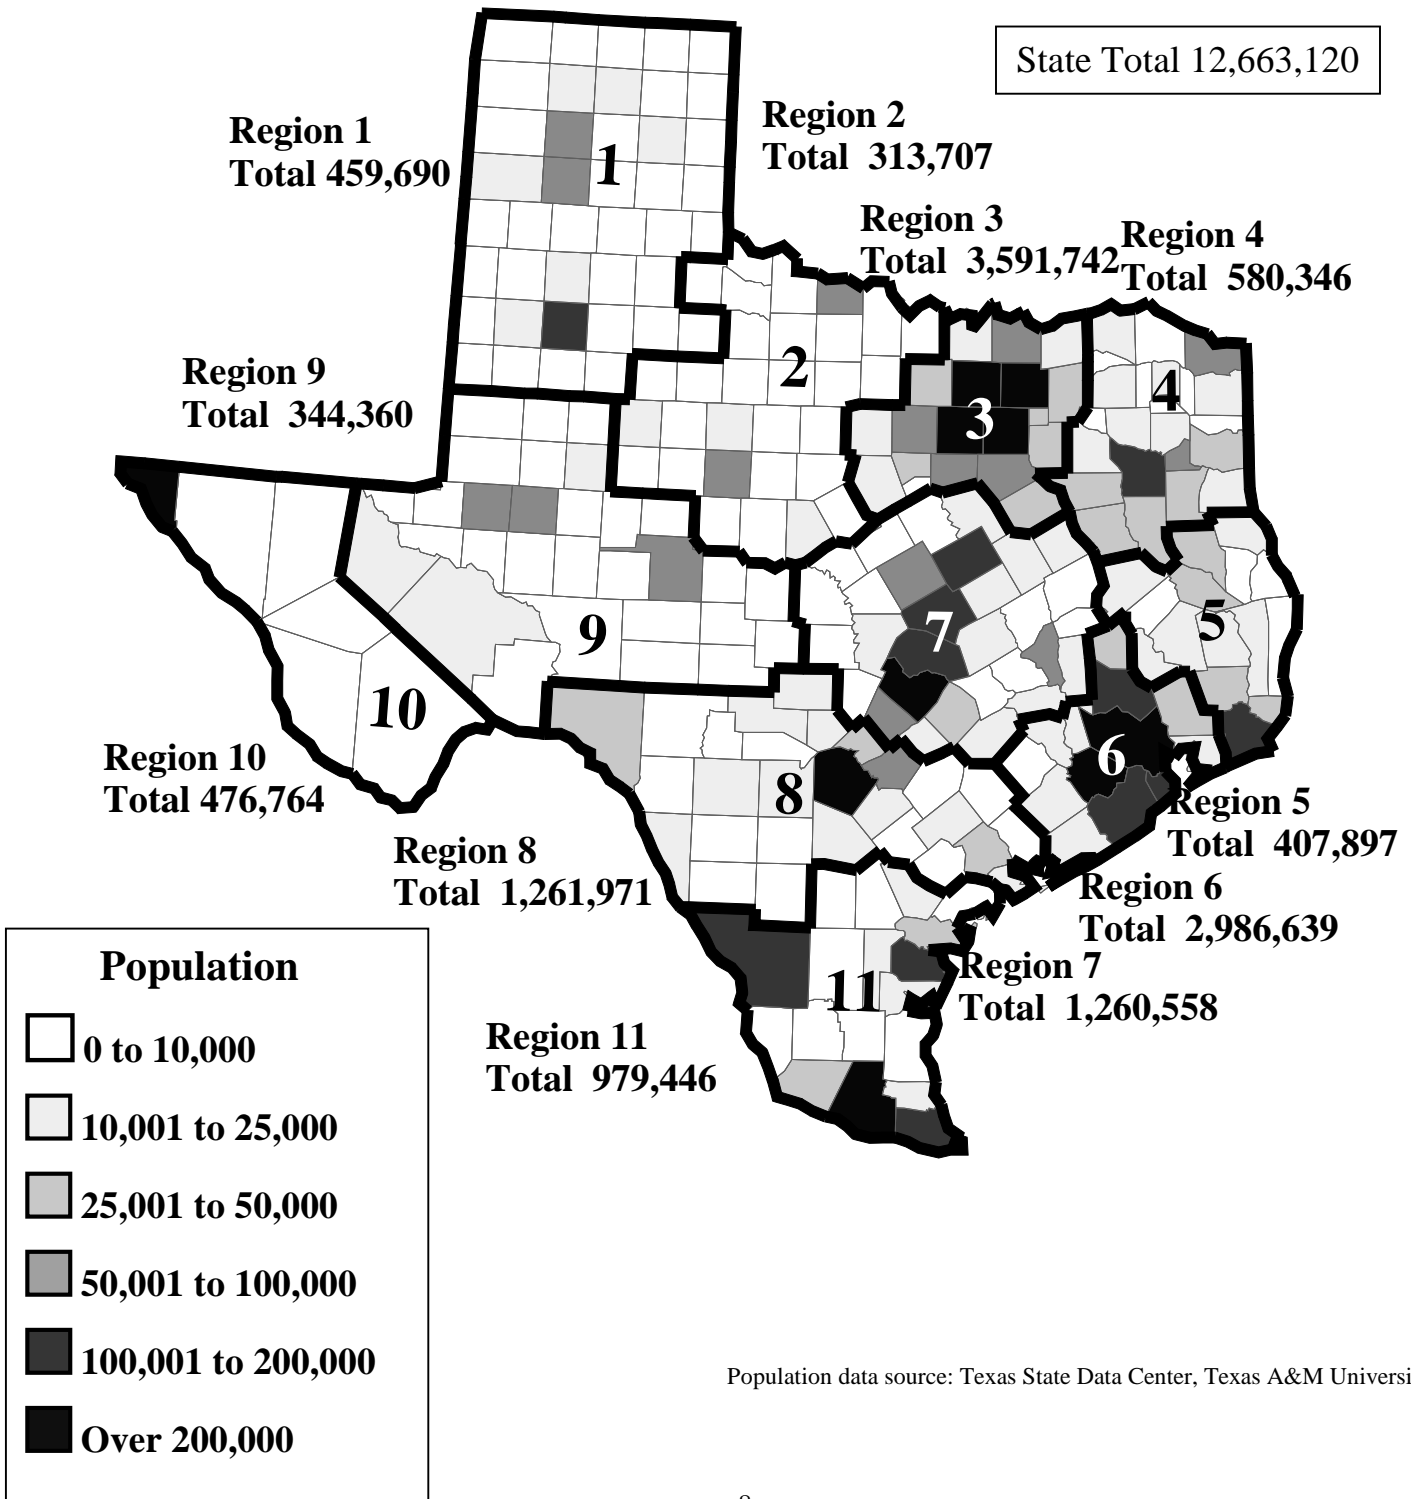 State Total 12,663,120
Region 1
Total 459,690
Region 2
Total 313,707
Region 3
Total 3,591,742
Region 4
Total 580,346
Region 9
Total 344,360
1
2
3
4
5
6
7
8
9
10
11
Region 10
Total 476,764
Region 8
Total 1,261,971
Region 5
Total 407,897
Region 6
Total 2,986,639
Region 7
Total 1,260,558
Region 11
Total 979,446
Population
0 to 10,000
10,001 to 25,000
25,001 to 50,000
50,001 to 100,000
100,001 to 200,000
Over 200,000
Population data source: Texas State Data Center, Texas A&M Universi